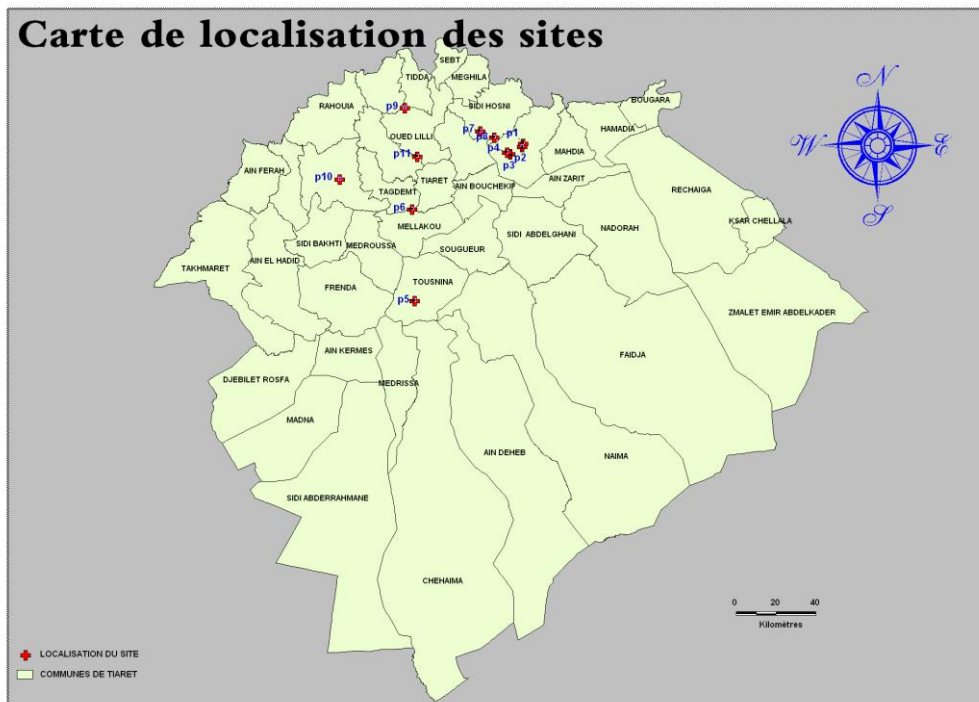 Carte de localisation des sites
SEBT
TIDDA
MEGHILA
N
BOUGARA
RAHOUIA
p9
SIDI HOSNI
HAMADIA
p7
p1
OUED LILLI
p8
p4
W
E
MAHDIA
p11
p2
p3
AIN FERAH
p10
TIARET
AIN BOUCHEKIF
AIN ZARIT
RECHAIGA
TAGDEMT
S
p6
KSAR CHELLALA
MELLAKOU
NADORAH
SIDI BAKHTI
MEDROUSSA
SOUGUEUR
SIDI ABDELGHANI
TAKHMARET
AIN EL HADID
FRENDA
TOUSNINA
p5
ZMALET EMIR ABDELKADER
AIN KERMES
FAIDJA
DJEBILET ROSFA
MEDRISSA
MADNA
AIN DEHEB
NAIMA
SIDI ABDERRAHMANE
CHEHAIMA
0 20 40
Kilomètres
LOCALISATION DU SITE
COMMUNES DE TIARET